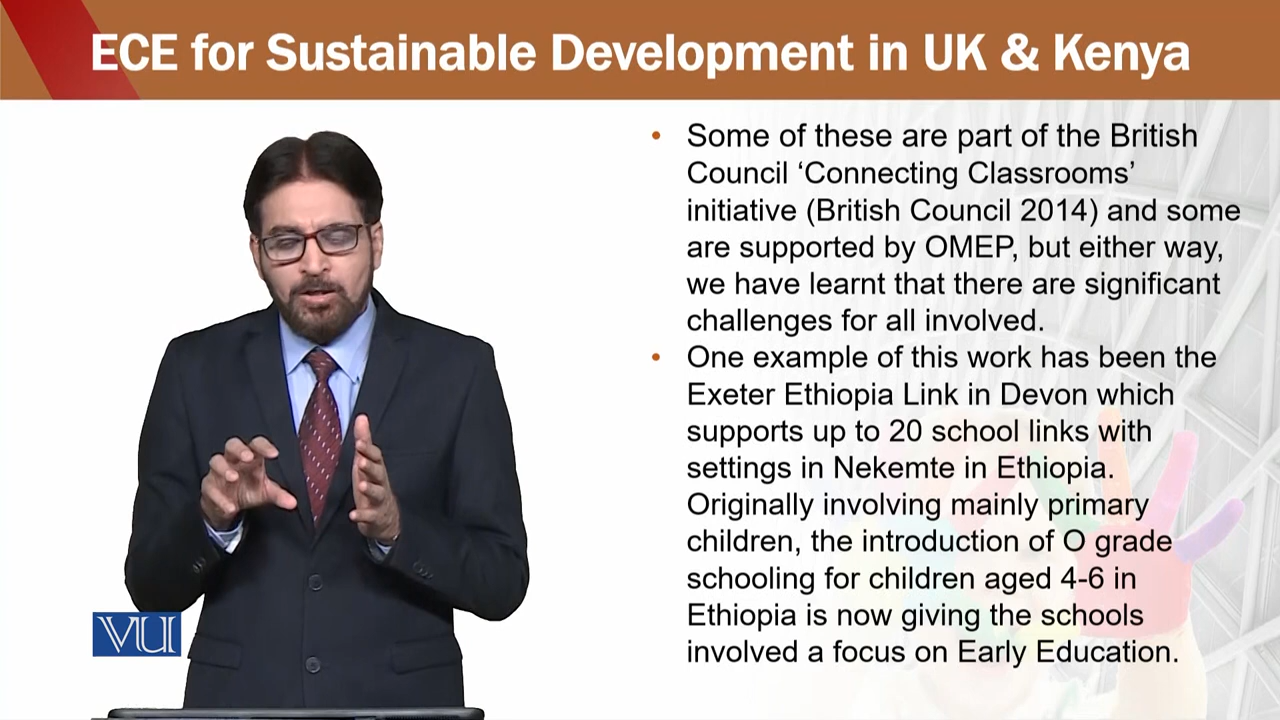 ECE for Sustainable Development in UK & Kenya
• Some of these are part of the British
Council ‘Connecting Classrooms’
initiative (British Council 2014) and some
are supported by OMEP, but either way,
we have learnt that there are significant
challenges for all involved.
• One example of this work has been the
Exeter Ethiopia Link in Devon which
supports up to 20 school links with
settings in Nekemte in Ethiopia.
Originally involving mainly primary
children, the introduction of O grade
schooling for children aged 4-6 in
Ethiopia is now giving the schools
involved a focus on Early Education.
VU